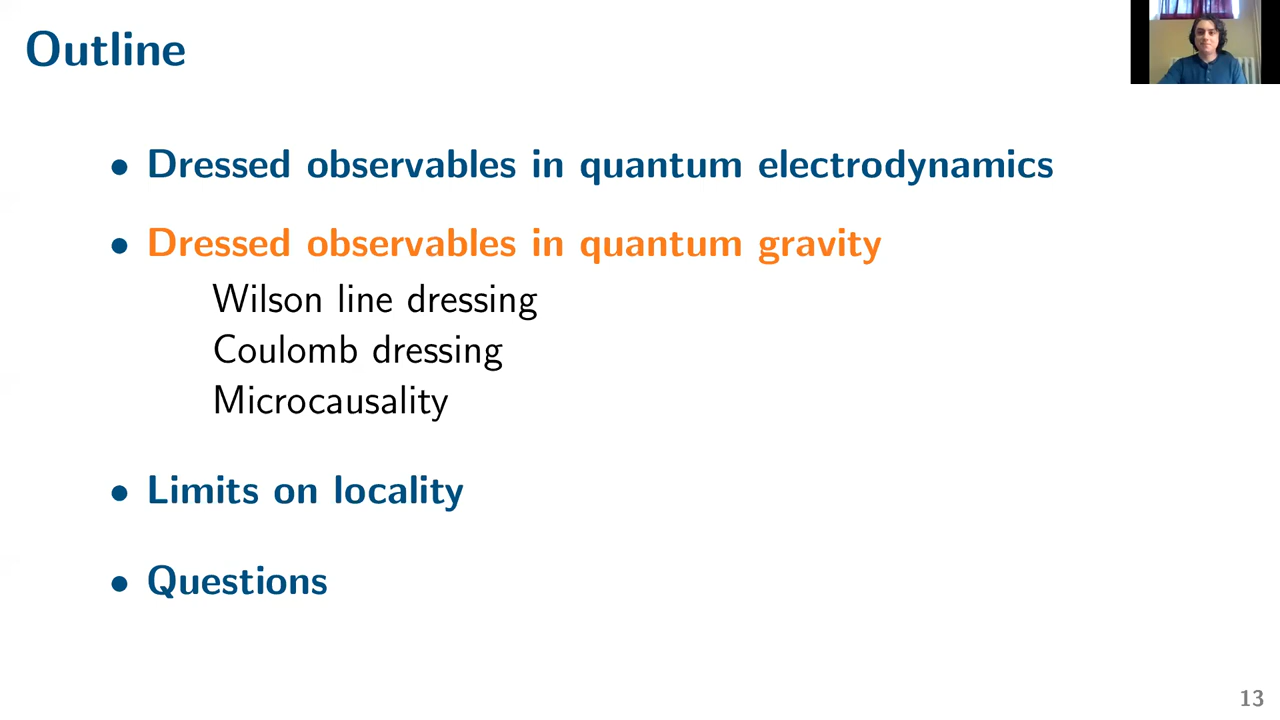 Outline
• Dressed observables in quantum electrodynamics
• Dressed observables in quantum gravity
Wilson line dressing
Coulomb dressing
Microcausality
• Limits on locality
• Questions
13